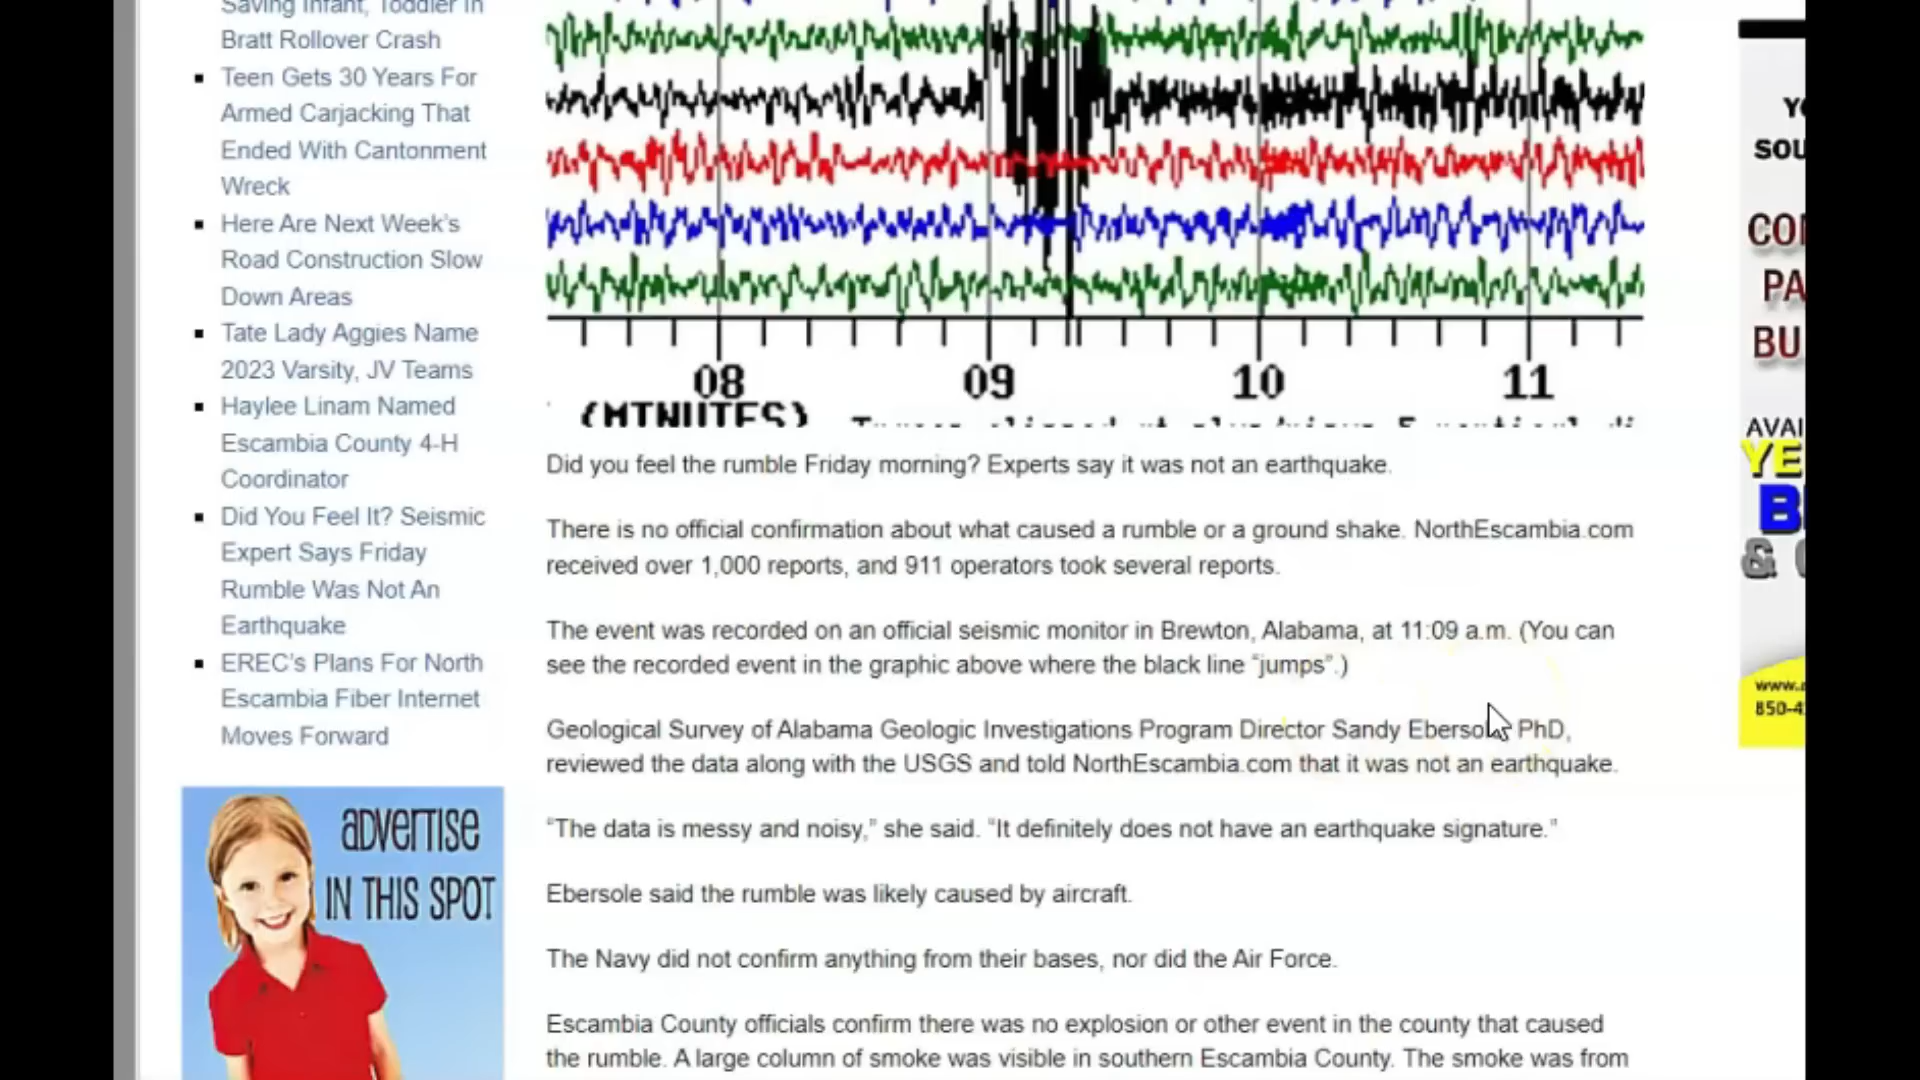 Saving Infant, Toddler In
Bratt Rollover Crash
Teen Gets 30 Years For
Armed Carjacking That
Ended With Cantonment
Wreck
Here Are Next Week's
Road Construction Slow
Down Areas
Tate Lady Aggies Name
2023 Varsity, JV Teams
Haylee Linam Named
Escambia County 4-H
Coordinator
Did You Feel It? Seismic
Expert Says Friday
Rumble Was Not An
Earthquake
EREC's Plans For North
Escambia Fiber Internet
Moves Forward
advertise
IN THIS SPOT
08 09 10 11
(MINUTES)
Did you feel the rumble Friday morning? Experts say it was not an earthquake.
There is no official confirmation about what caused a rumble or a ground shake. NorthEscambia.com
received over 1,000 reports, and 911 operators took several reports.
The event was recorded on an official seismic monitor in Brewton, Alabama, at 11:09 a.m. (You can
see the recorded event in the graphic above where the black line “jumps”.)
Geological Survey of Alabama Geologic Investigations Program Director Sandy Ebersole PhD,
reviewed the data along with the USGS and told NorthEscambia.com that it was not an earthquake.
“The data is messy and noisy,” she said. “It definitely does not have an earthquake signature.”
Ebersole said the rumble was likely caused by aircraft.
The Navy did not confirm anything from their bases, nor did the Air Force.
Escambia County officials confirm there was no explosion or other event in the county that caused
the rumble. A large column of smoke was visible in southern Escambia County. The smoke was from
YO
SOU
CON
PA
BU
AVAI
YE
B
&
www.
850-4